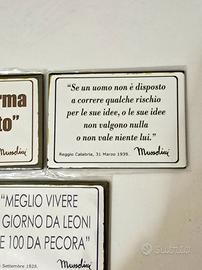 rma
to"
"Se un uomo non è disposto
a correre qualche rischio
per le sue idee, o le sue idee
non valgono nulla
o non vale niente lui."
Reggio Calabria, 31 Marzo 1939.
Mussolini
"MEGLIO VIVERE
GIORNO DA LEONI
E 100 DA PECORA"
Settembre 1928.
Mussolini
Subito